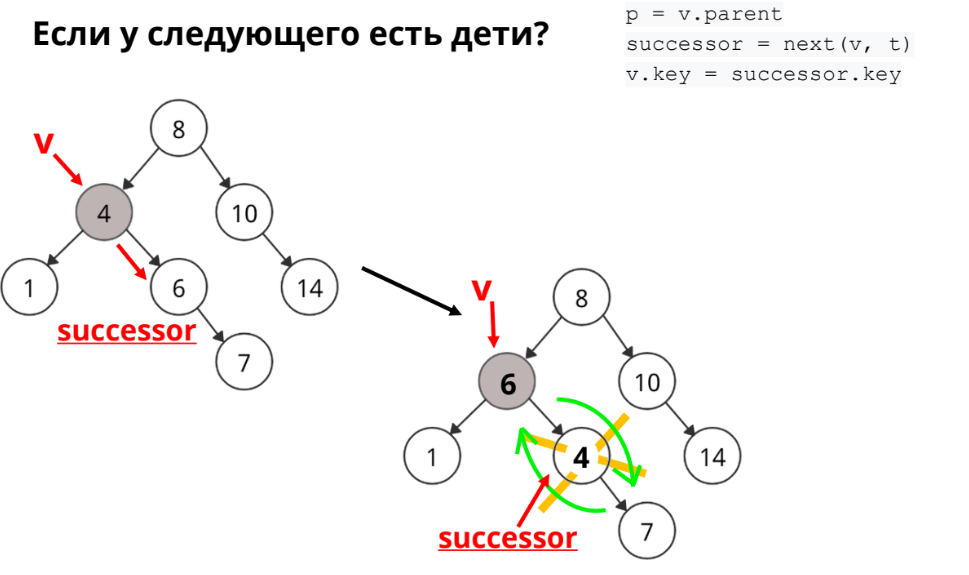 Если у следующего есть дети?
p = v.parent
successor = next(v, t)
v.key = successor.key
v
8
4
10
1
6
14
successor
7
v
8
6
10
1
4
14
successor
7